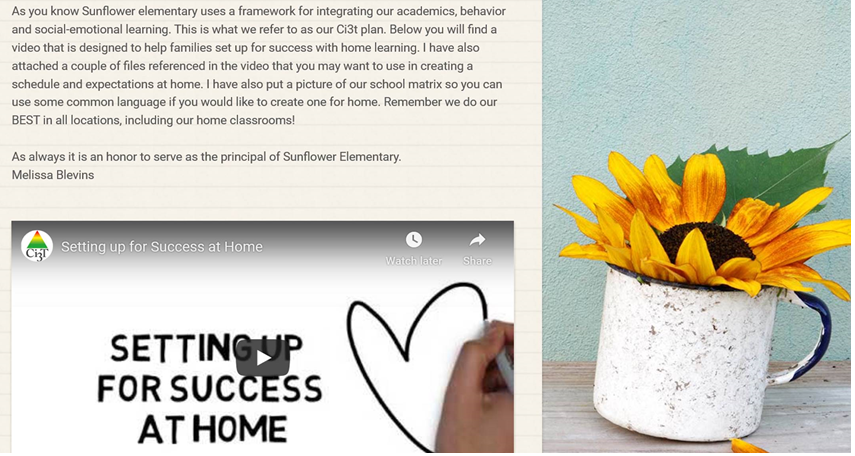 As you know Sunflower elementary uses a framework for integrating our academics, behavior
and social-emotional learning. This is what we refer to as our Ci3t plan. Below you will find a
video that is designed to help families set up for success with home learning. I have also
attached a couple of files referenced in the video that you may want to use in creating a
schedule and expectations at home. I have also put a picture of our school matrix so you can
use some common language if you would like to create one for home. Remember we do our
BEST in all locations, including our home classrooms!
As always it is an honor to serve as the principal of Sunflower Elementary.
Melissa Blevins
Ci3T
Setting up for Success at Home
Watch later
Share
SETTING UP
FOR SUCCESS
AT HOME